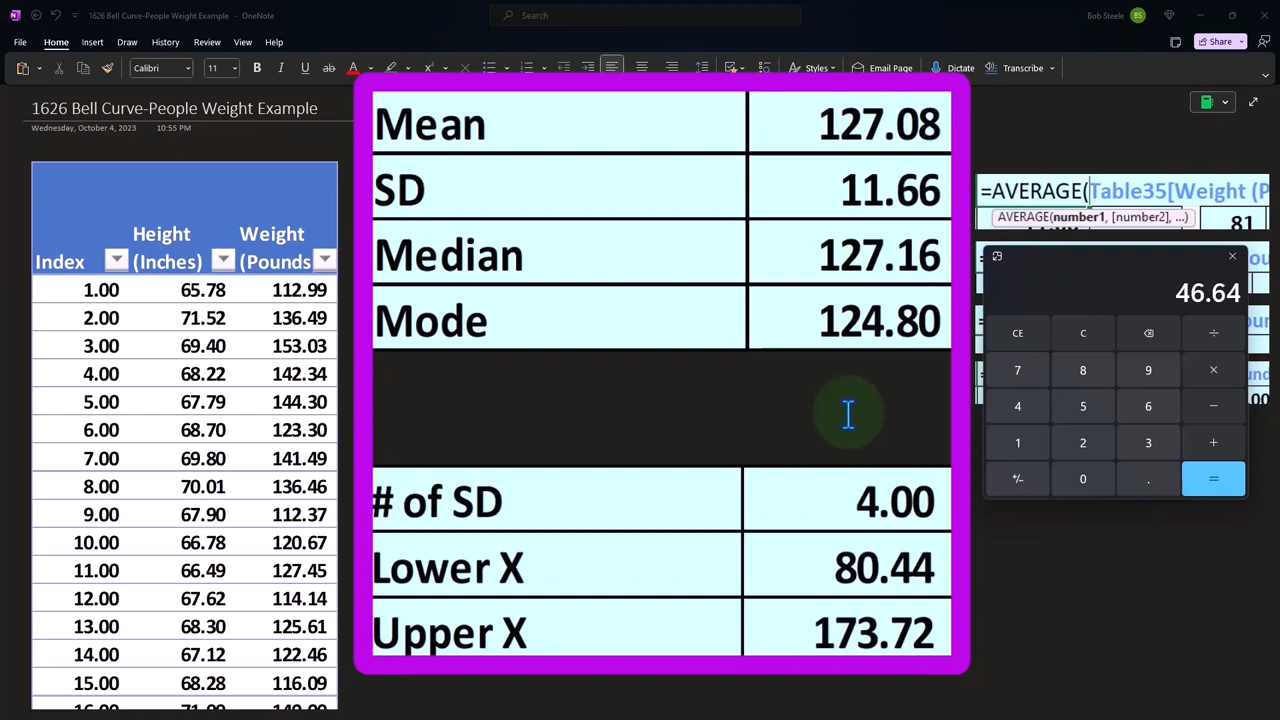 1626 Bell Curve-People Weight Example - OneNote
Search
Bob Steele BS
File Home Insert Draw History Review View Help
Share
Calibri 11 B I U ab A x Styles Email Page Dictate Transcribe
1626 Bell Curve-People Weight Example
Wednesday, October 4, 2023 10:55 PM
Index Height (Inches) Weight (Pounds
1.00 65.78 112.99
2.00 71.52 136.49
3.00 69.40 153.03
4.00 68.22 142.34
5.00 67.79 144.30
6.00 68.70 123.30
7.00 69.80 141.49
8.00 70.01 136.46
9.00 67.90 112.37
10.00 66.78 120.67
11.00 66.49 127.45
12.00 67.62 114.14
13.00 68.30 125.61
14.00 67.12 122.46
15.00 68.28 116.09
Mean 127.08
SD 11.66
Median 127.16
Mode 124.80
# of SD 4.00
Lower X 80.44
Upper X 173.72
=AVERAGE(Table35[Weight (P
AVERAGE(number1, [number2], ...)
81
46.64
CE C ÷
7 8 9 ×
4 5 6 −
1 2 3 +
+/- 0 . =